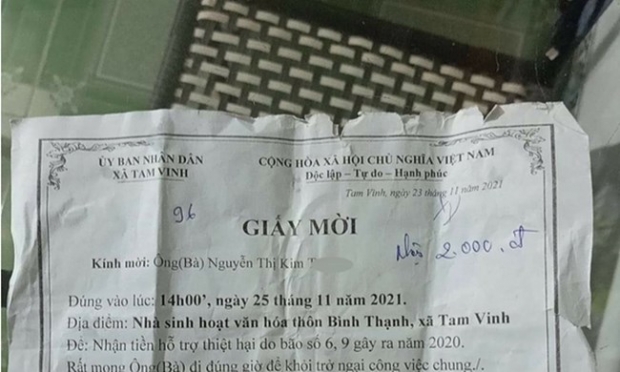 ỦY BAN NHÂN DÂN
XÃ TAM VINH
CỘNG HÒA XÃ HỘI CHỦ NGHĨA VIỆT NAM
Độc lập – Tự do – Hạnh phúc
Tam Vinh, ngày 23 tháng 11 năm 2021
96
GIẤY MỜI
2.000.đ
Kính mời: Ông(Bà) Nguyễn Thị Kim
Đúng vào lúc: 14h00’, ngày 25 tháng 11 năm 2021.
Địa điểm: Nhà sinh hoạt văn hóa thôn Bình Thạnh, xã Tam Vinh
Đề: Nhận tiền hỗ trợ thiệt hại do bão số 6, 9 gây ra năm 2020.
Rất mong Ông(Bà) đi đúng giờ để khỏi trở ngại công việc chung./.